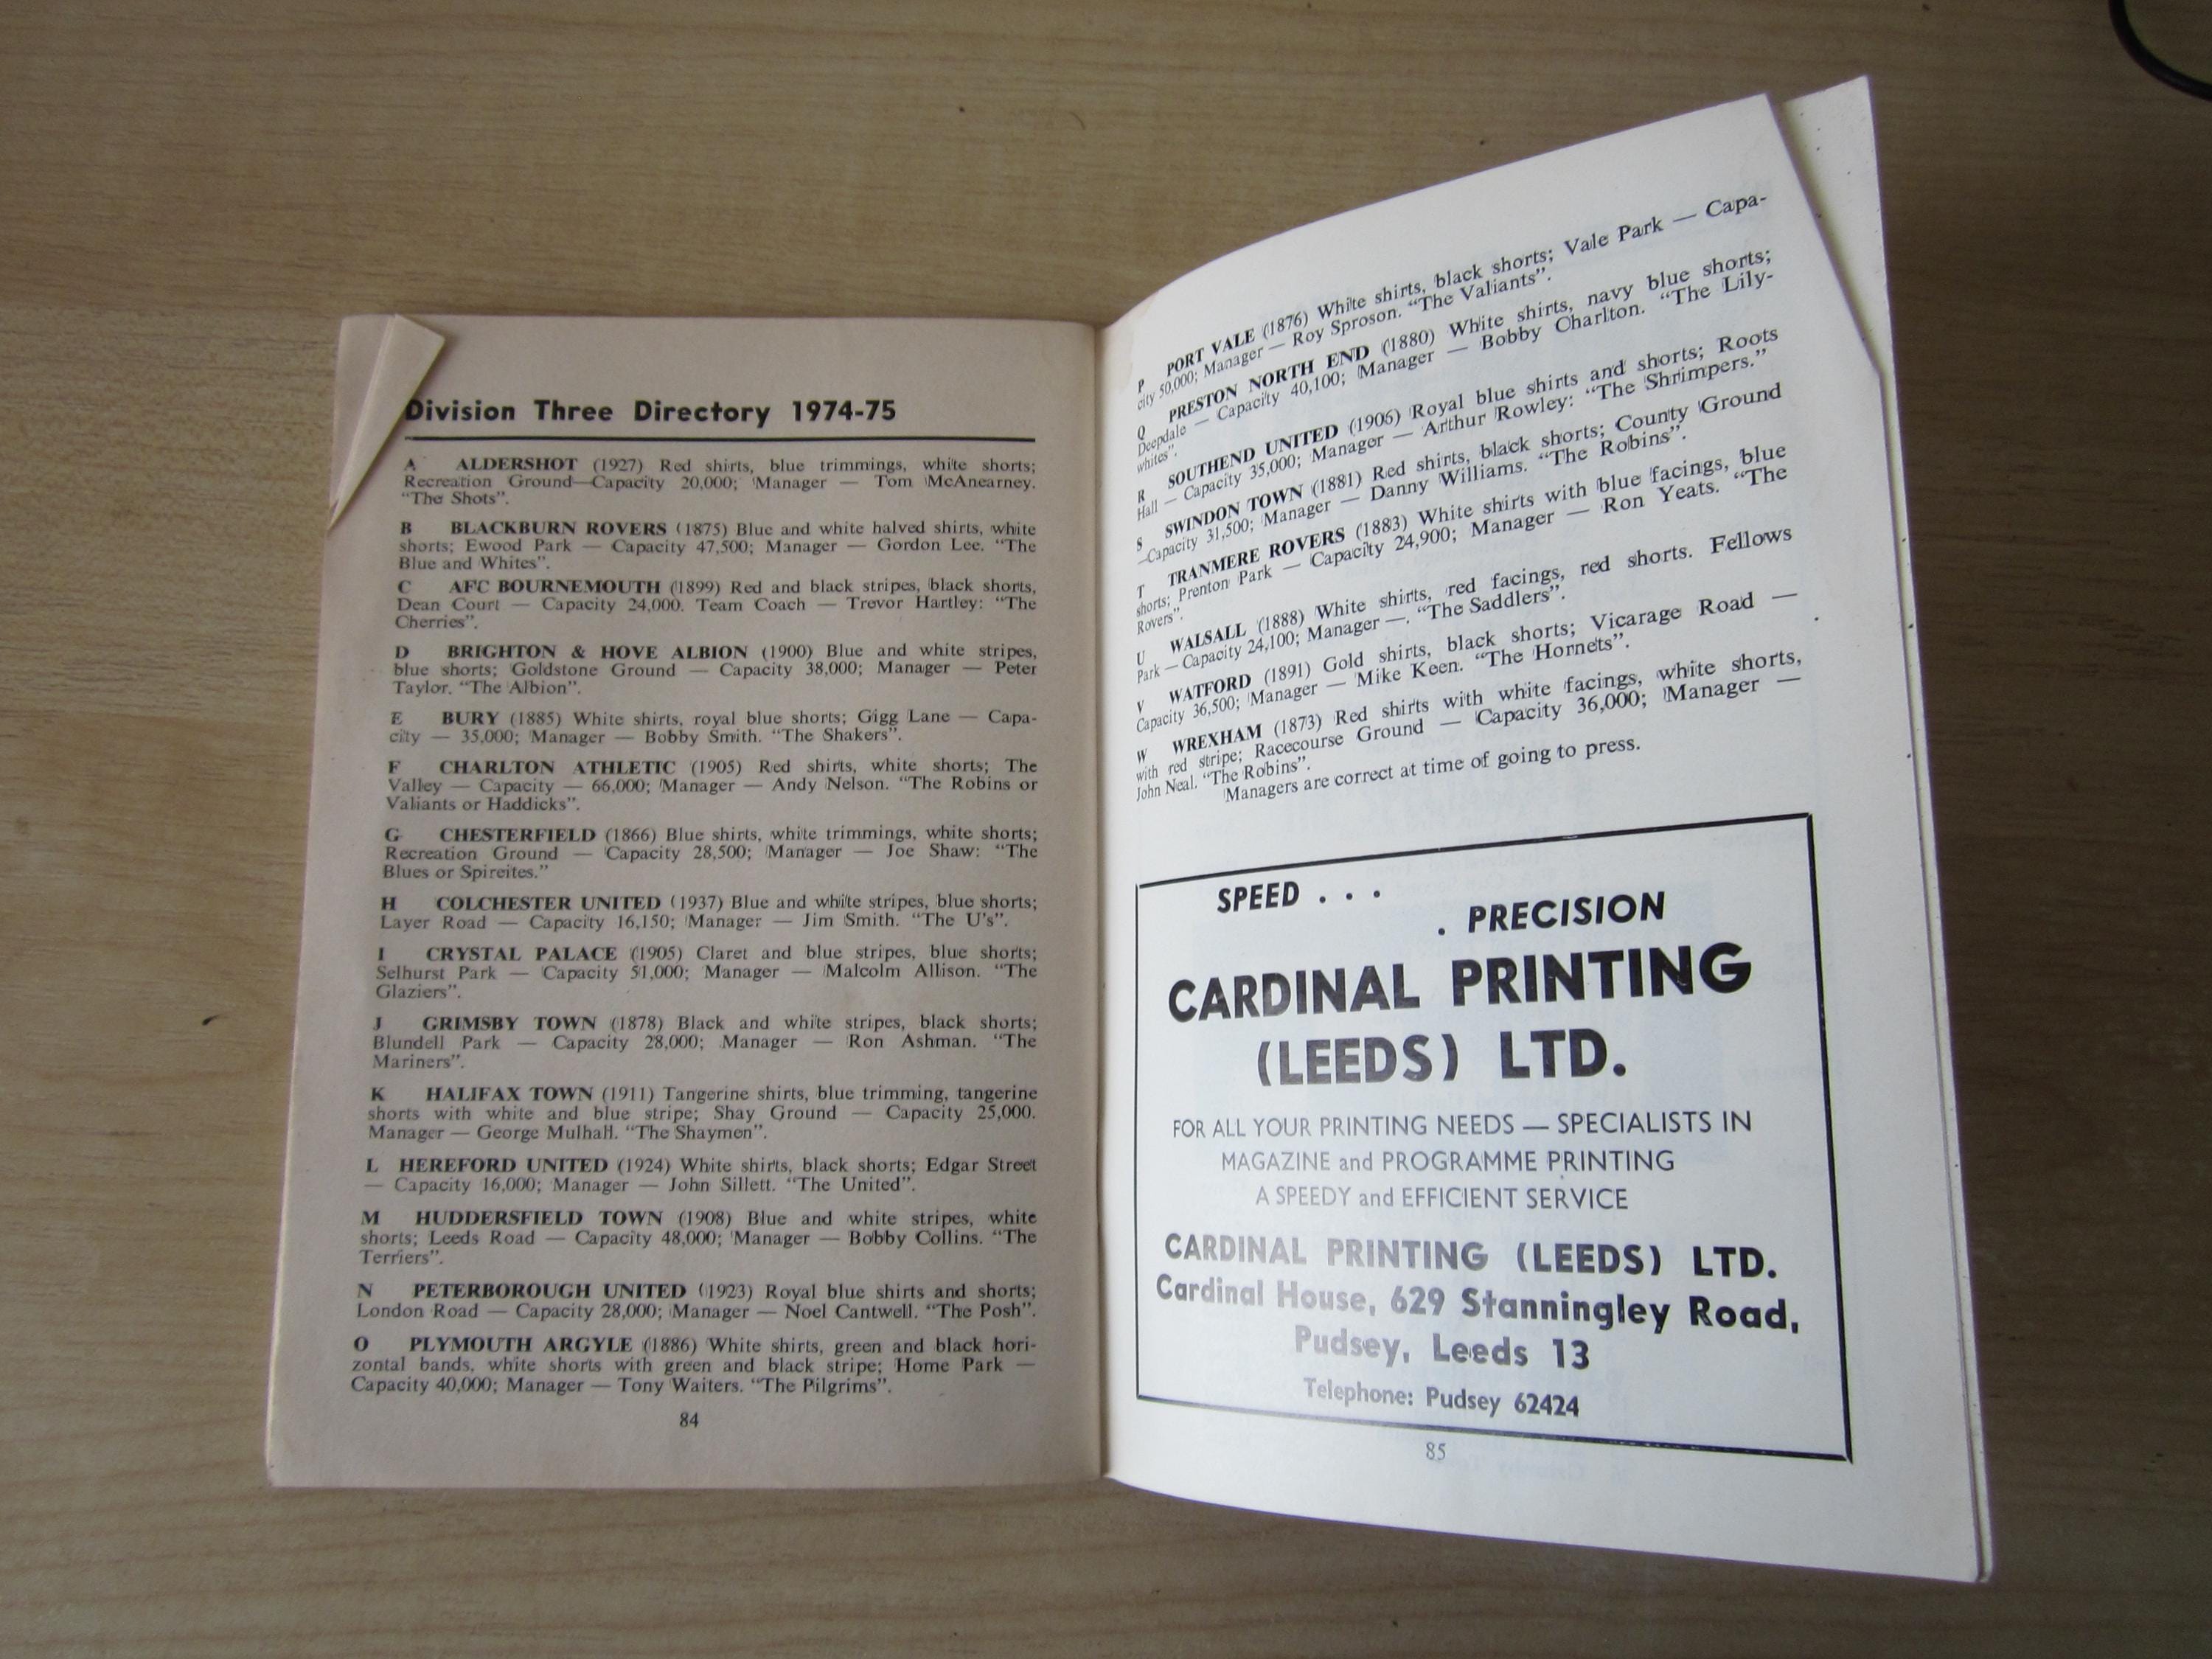 Division Three Directory 1974-75
A ALDERSHOT (1927) Red shirts, blue trimmings, white shorts;
Recreation Ground—Capacity 20,000; Manager — Tom McAnearney.
“The Shots”.
B BLACKBURN ROVERS (1875) Blue and white halved shirts, white
shorts; Ewood Park — Capacity 47,500; Manager — Gordon Lee. “The
Blue and Whites”.
C AFC BOURNEMOUTH (1899) Red and black stripes, black shorts,
Dean Court — Capacity 24,000. Team Coach — Trevor Hartley: “The
Cherries”.
D BRIGHTON & HOVE ALBION (1900) Blue and white stripes,
blue shorts; Goldstone Ground — Capacity 38,000; Manager — Peter
Taylor. “The Albion”.
E BURY (1885) White shirts, royal blue shorts; Gigg Lane — Capa-
city — 35,000; Manager — Bobby Smith. “The Shakers”.
F CHARLTON ATHLETIC (1905) Red shirts, white shorts; The
Valley — Capacity — 66,000; Manager — Andy Nelson. “The Robins or
Valiants or Haddicks”.
G CHESTERFIELD (1866) Blue shirts, white trimmings, white shorts;
Recreation Ground — Capacity 28,500; Manager — Joe Shaw: “The
Blues or Spireites.”
H COLCHESTER UNITED (1937) Blue and white stripes, blue shorts;
Layer Road — Capacity 16,150; Manager — Jim Smith. “The U's”.
I CRYSTAL PALACE (1905) Claret and blue stripes, blue shorts;
Selhurst Park — Capacity 51,000; Manager — Malcolm Allison. “The
Glaziers”.
J GRIMSBY TOWN (1878) Black and white stripes, black shorts;
Blundell Park — Capacity 28,000; Manager — Ron Ashman. “The
Mariners”.
K HALIFAX TOWN (1911) Tangerine shirts, blue trimming, tangerine
shorts with white and blue stripe; Shay Ground — Capacity 25,000.
Manager — George Mulhall. “The Shaymen”.
L HEREFORD UNITED (1924) White shirts, black shorts; Edgar Street
— Capacity 16,000; Manager — John Sillett. “The United”.
M HUDDERSFIELD TOWN (1908) Blue and white stripes, white
shorts; Leeds Road — Capacity 48,000; Manager — Bobby Collins. “The
Terriers”.
N PETERBOROUGH UNITED (1923) Royal blue shirts and shorts;
London Road — Capacity 28,000; Manager — Noel Cantwell. “The Posh”.
O PLYMOUTH ARGYLE (1886) White shirts, green and black hori-
zontal bands, white shorts with green and black stripe; Home Park —
Capacity 40,000; Manager — Tony Waiters. “The Pilgrims”.
84
P PORT VALE (1876) White shirts, black shorts; Vale Park — Capa-
city 50,000; Manager — Roy Sproson. “The Valiants”.
Q PRESTON NORTH END (1880) White shirts, navy blue shorts;
Deepdale — Capacity 40,100; Manager — Bobby Charlton. “The Lily-
whites”.
R SOUTHEND UNITED (1906) Royal blue shirts and shorts; Roots
Hall — Capacity 35,000; Manager — Arthur Rowley: “The Shrimpers.”
S SWINDON TOWN (1881) Red shirts, black shorts; County Ground
—Capacity 31,500; Manager — Danny Williams. “The Robins”.
T TRANMERE ROVERS (1883) White shirts with blue facings, blue
shorts; Prenton Park — Capacity 24,900; Manager — Ron Yeats. “The
Rovers”.
U WALSALL (1888) White shirts, red facings, red shorts. Fellows
Park — Capacity 24,100; Manager —. “The Saddlers”.
V WATFORD (1891) Gold shirts, black shorts; Vicarage Road —
Capacity 36,500; Manager — Mike Keen. “The Hornets”.
W WREXHAM (1873) Red shirts with white facings, white shorts,
with red stripe; Racecourse Ground — Capacity 36,000; Manager —
John Neal. “The Robins”.
Managers are correct at time of going to press.
SPEED . . .
. PRECISION
CARDINAL PRINTING
(LEEDS) LTD.
FOR ALL YOUR PRINTING NEEDS — SPECIALISTS IN
MAGAZINE and PROGRAMME PRINTING
A SPEEDY and EFFICIENT SERVICE
CARDINAL PRINTING (LEEDS) LTD.
Cardinal House, 629 Stanningley Road,
Pudsey, Leeds 13
Telephone: Pudsey 62424
85